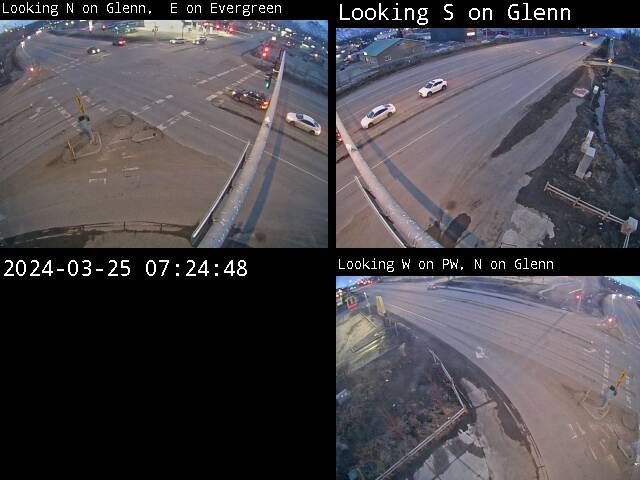 Looking N on Glenn,  E on Evergreen
Looking S on Glenn
2024-03-25 07:24:48
Looking W on PW, N on Glenn